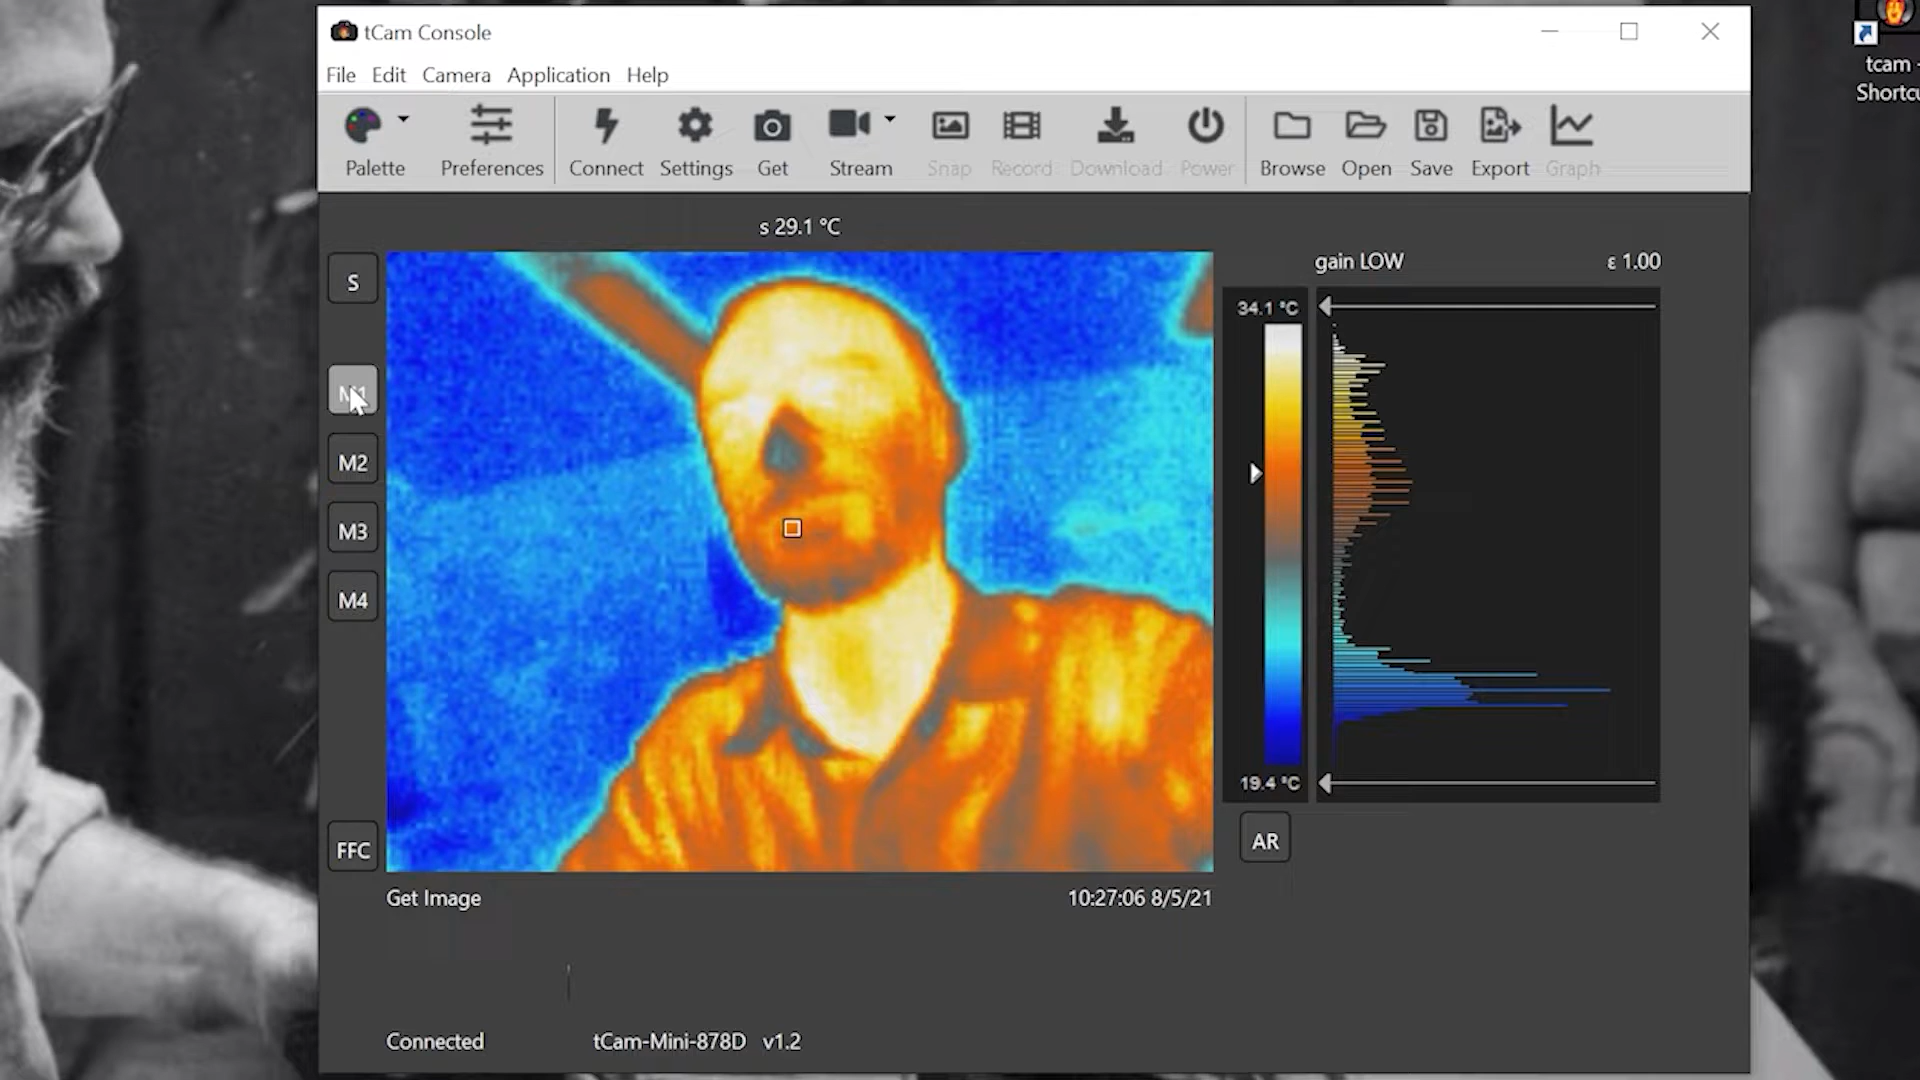 tCam Console
File Edit Camera Application Help
Palette Preferences Connect Settings Get Stream Snap Record Download Power Browse Open Save Export Graph
s 29.1 °C
gain LOW ε 1.00
S
34.1 °C
M1
M2
M3
M4
19.4 °C
FFC
AR
Get Image 10:27:06 8/5/21
Connected tCam-Mini-878D v1.2
tcam -